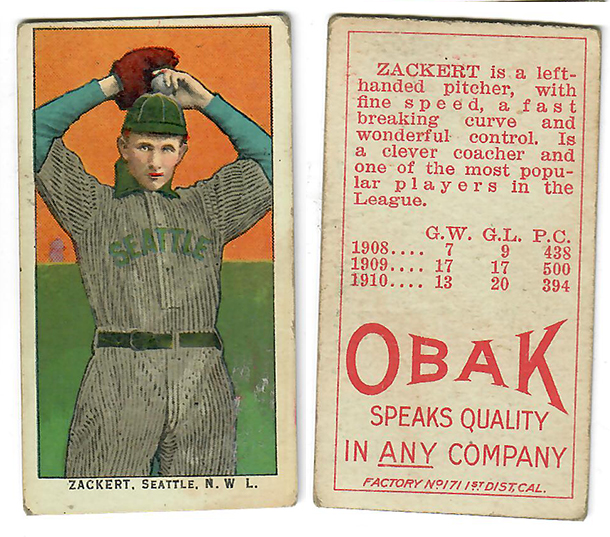 SEATTLE
ZACKERT, SEATTLE, N. W L.
ZACKERT is a left-
handed pitcher, with
fine speed, a fast
breaking curve and
wonderful control. Is
a clever coacher and
one of the most popu-
lar players in the
League.
G.W. G.L. P.C.
1908.... 7 9 438
1909.... 17 17 500
1910.... 13 20 394
OBAK
SPEAKS QUALITY
IN ANY COMPANY
FACTORY No171 1ST DIST, CAL.